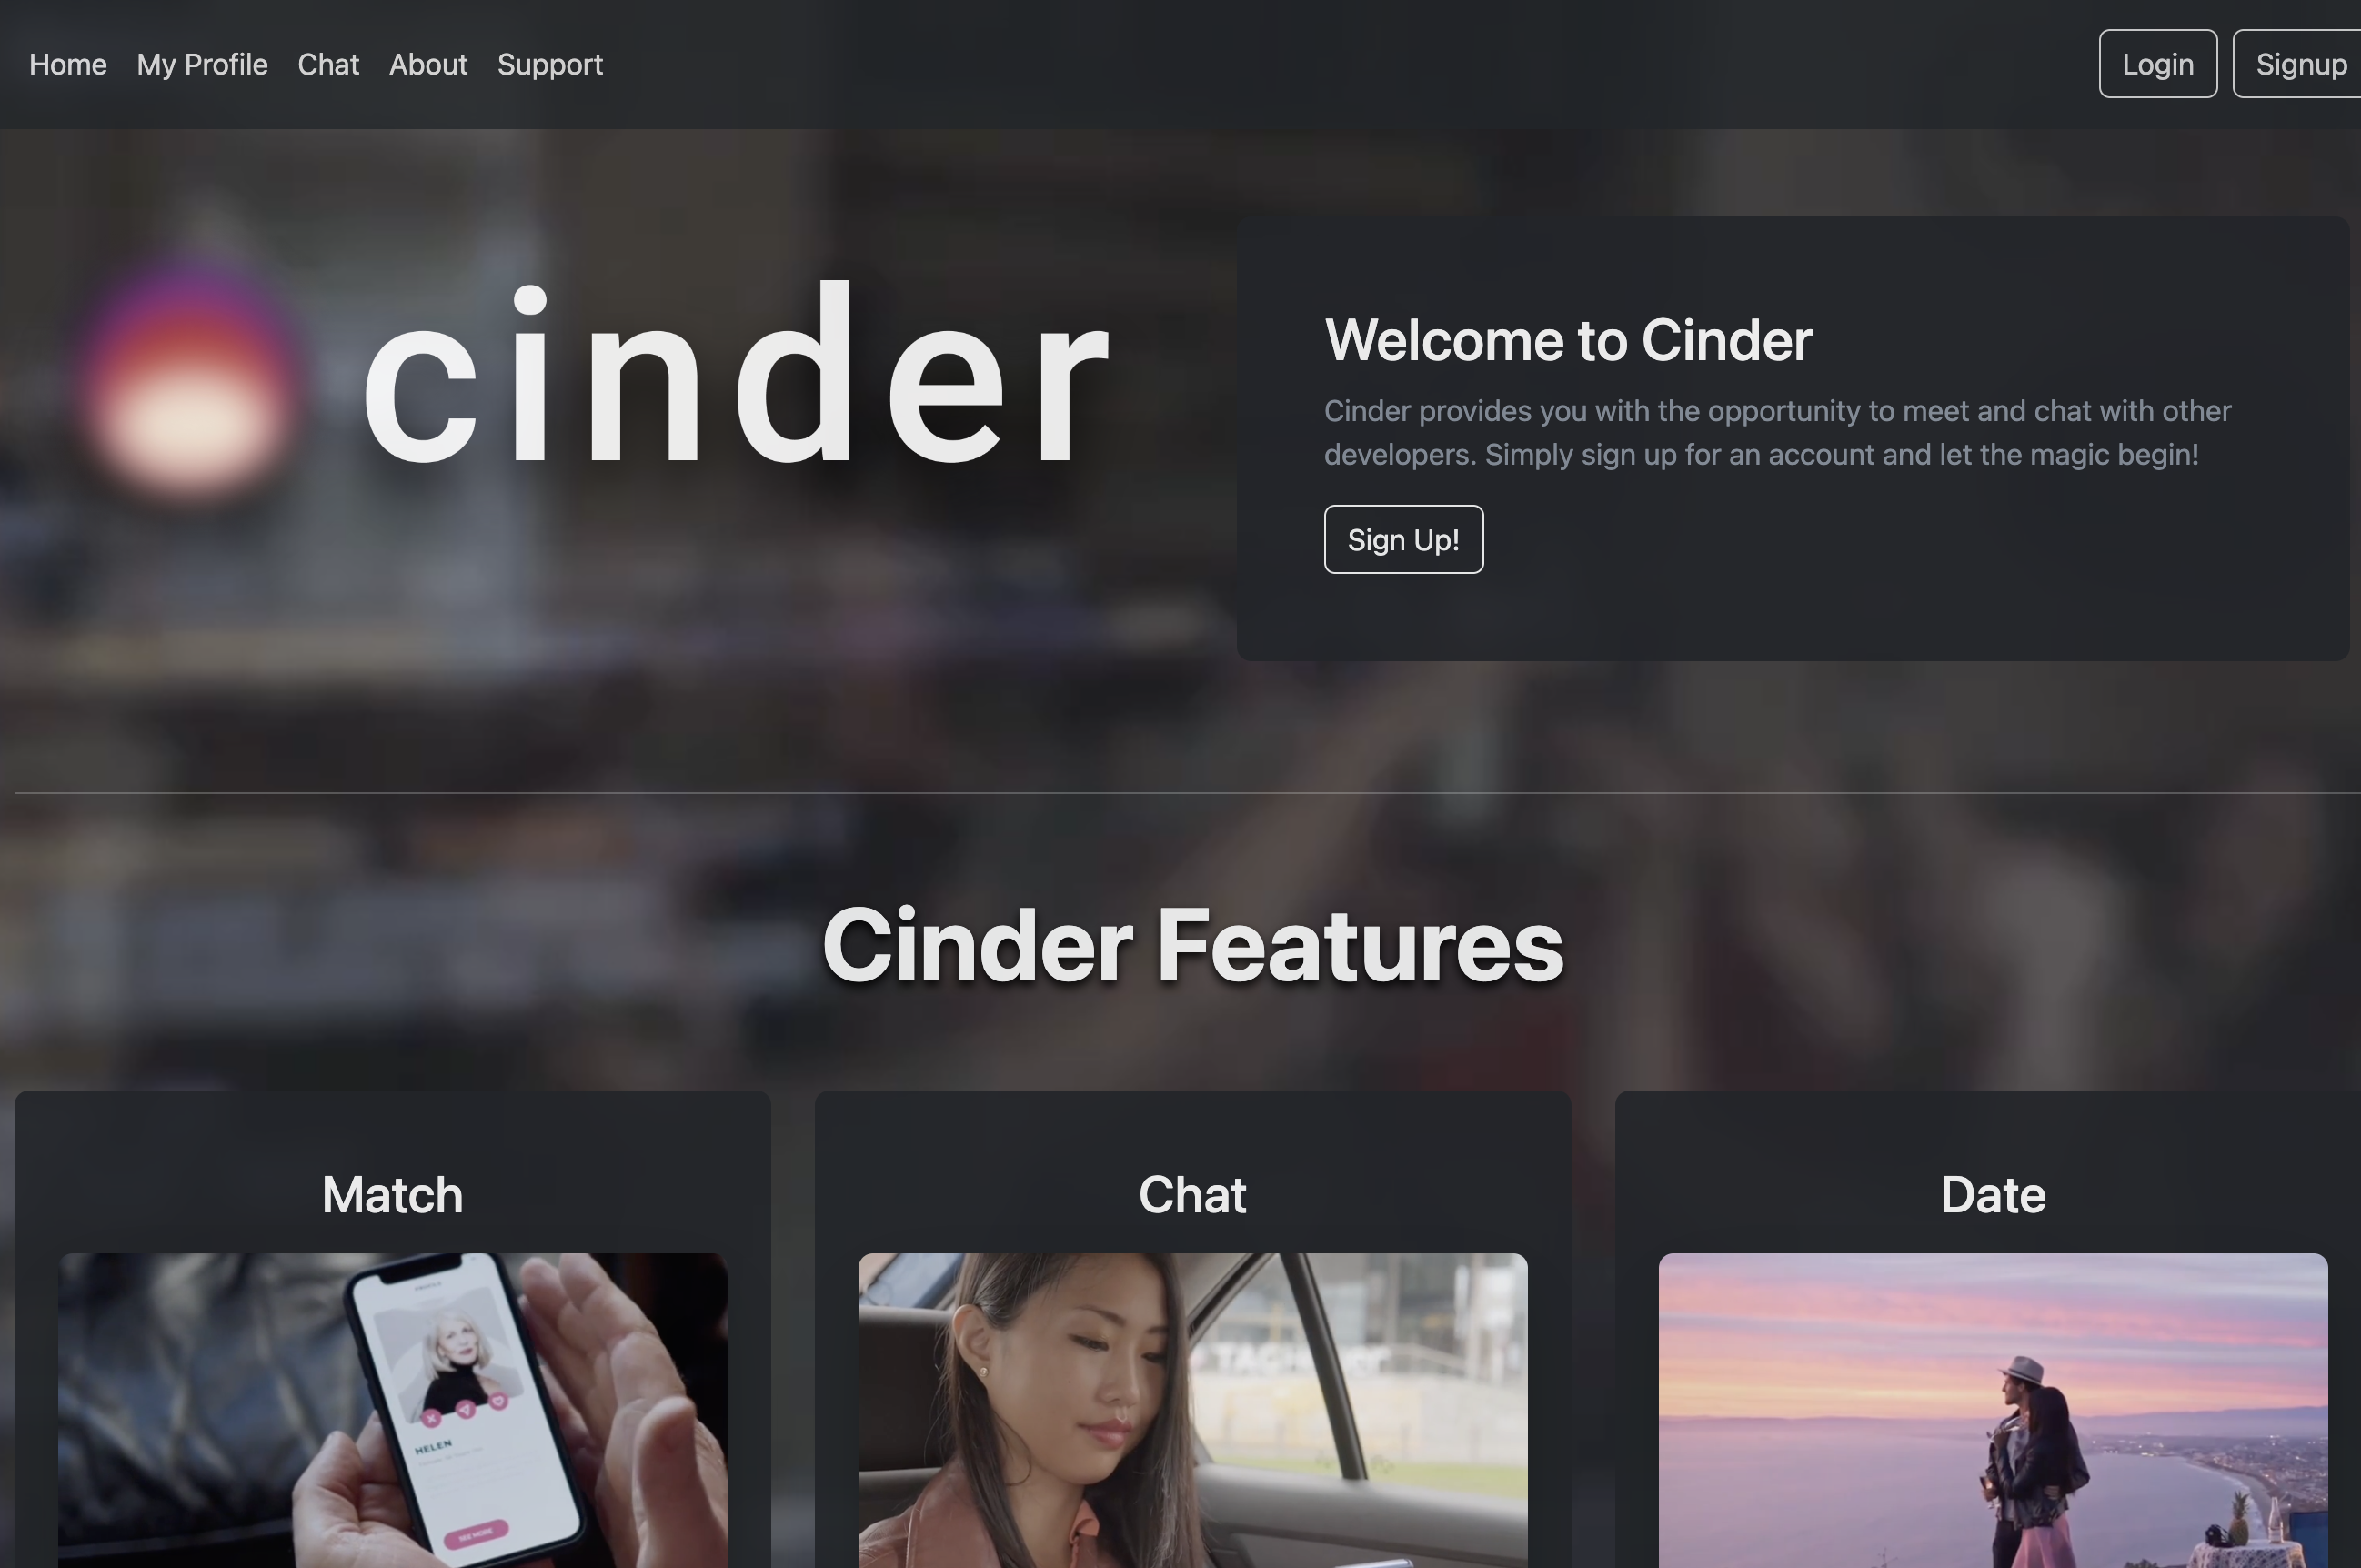 Home My Profile Chat About Support Login Signup
cinder
Welcome to Cinder
Cinder provides you with the opportunity to meet and chat with other
developers. Simply sign up for an account and let the magic begin!
Sign Up!
Cinder Features
Match
Chat
Date
HELEN
SEE MORE